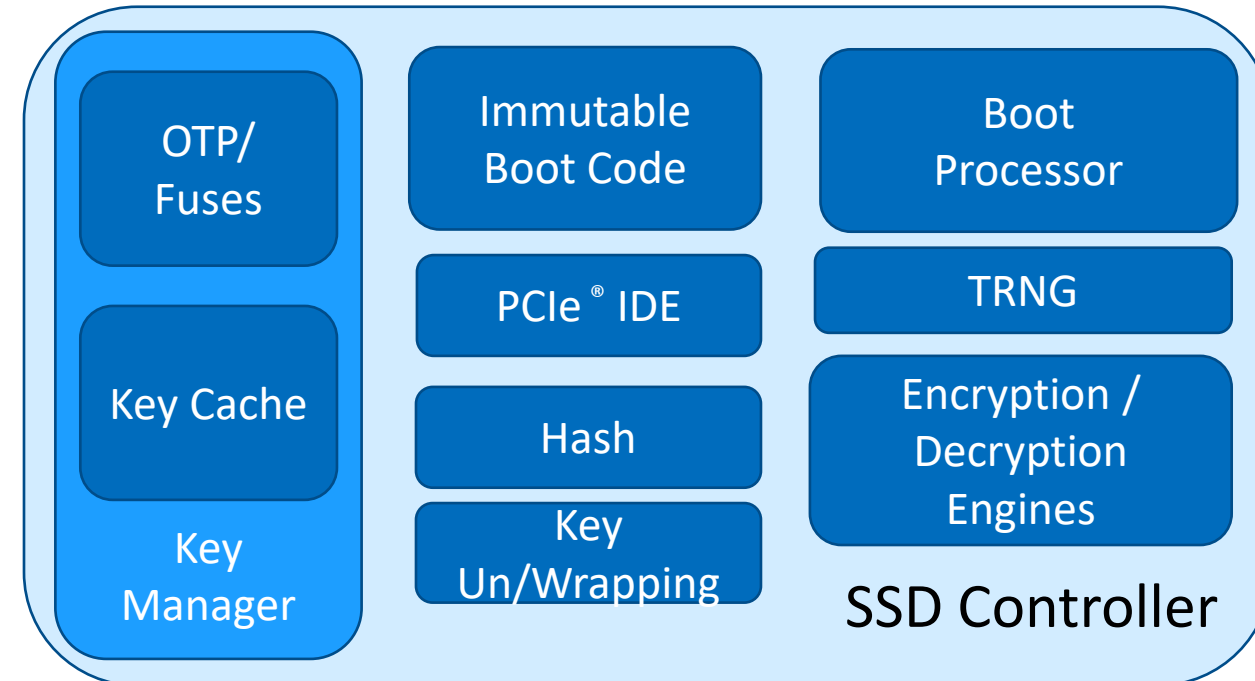 OTP/
Fuses
Key Cache
Key
Manager
Immutable
Boot Code
PCIe ® IDE
Hash
Key
Un/Wrapping
Boot
Processor
TRNG
Encryption /
Decryption
Engines
SSD Controller